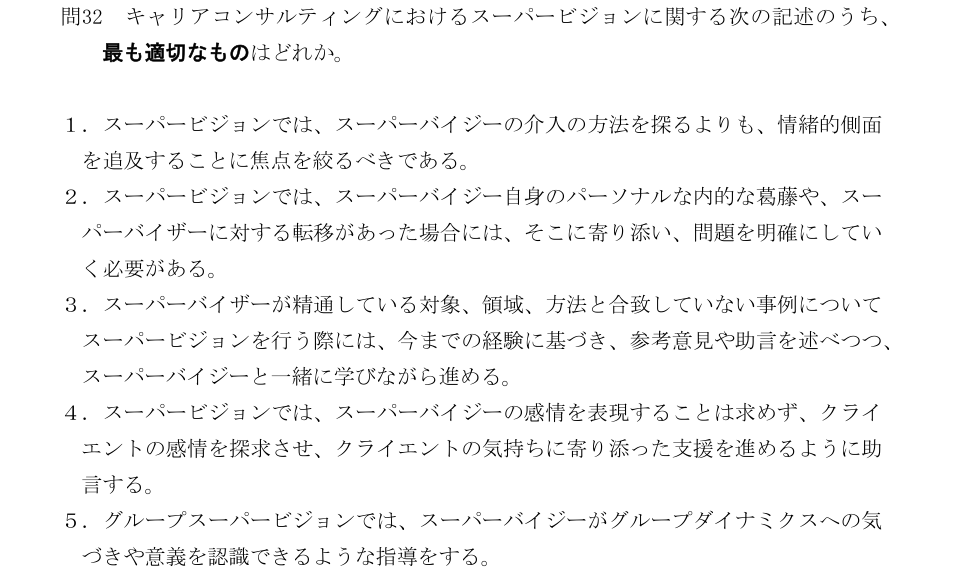 問32　キャリアコンサルティングにおけるスーパービジョンに関する次の記述のうち、
最も適切なものはどれか。
１．スーパービジョンでは、スーパーバイジーの介入の方法を探るよりも、情緒的側面
を追及することに焦点を絞るべきである。
２．スーパービジョンでは、スーパーバイジー自身のパーソナルな内的な葛藤や、スー
パーバイザーに対する転移があった場合には、そこに寄り添い、問題を明確にしてい
く必要がある。
３．スーパーバイザーが精通している対象、領域、方法と合致していない事例について
スーパービジョンを行う際には、今までの経験に基づき、参考意見や助言を述べつつ、
スーパーバイジーと一緒に学びながら進める。
４．スーパービジョンでは、スーパーバイジーの感情を表現することは求めず、クライ
エントの感情を探求させ、クライエントの気持ちに寄り添った支援を進めるように助
言する。
５．グループスーパービジョンでは、スーパーバイジーがグループダイナミクスへの気
づきや意義を認識できるような指導をする。